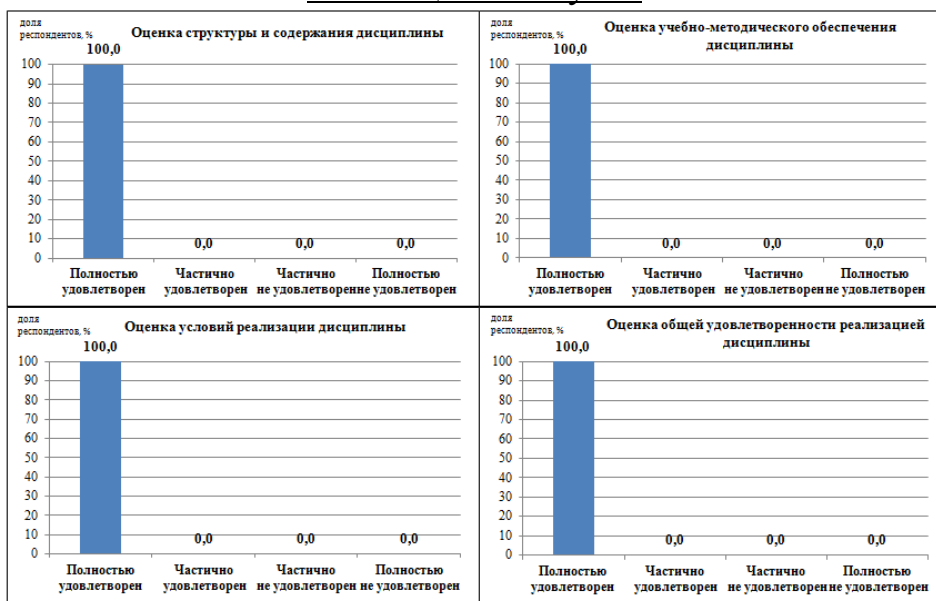 доля
респондентов, %
Оценка структуры и содержания дисциплины
100,0
100
90
80
70
60
50
40
30
20
10
0
0,0 0,0 0,0
Полностью удовлетворен
Частично удовлетворен
Частично не удовлетворен
Полностью не удовлетворен
доля
респондентов, %
Оценка учебно-методического обеспечения
дисциплины
100,0
100
90
80
70
60
50
40
30
20
10
0
0,0 0,0 0,0
Полностью удовлетворен
Частично удовлетворен
Частично не удовлетворен
Полностью не удовлетворен
доля
респондентов, %
Оценка условий реализации дисциплины
100,0
100
90
80
70
60
50
40
30
20
10
0
0,0 0,0 0,0
Полностью удовлетворен
Частично удовлетворен
Частично не удовлетворен
Полностью не удовлетворен
доля
респондентов, %
Оценка общей удовлетворенности реализацией
дисциплины
100,0
100
90
80
70
60
50
40
30
20
10
0
0,0 0,0 0,0
Полностью удовлетворен
Частично удовлетворен
Частично не удовлетворен
Полностью не удовлетворен